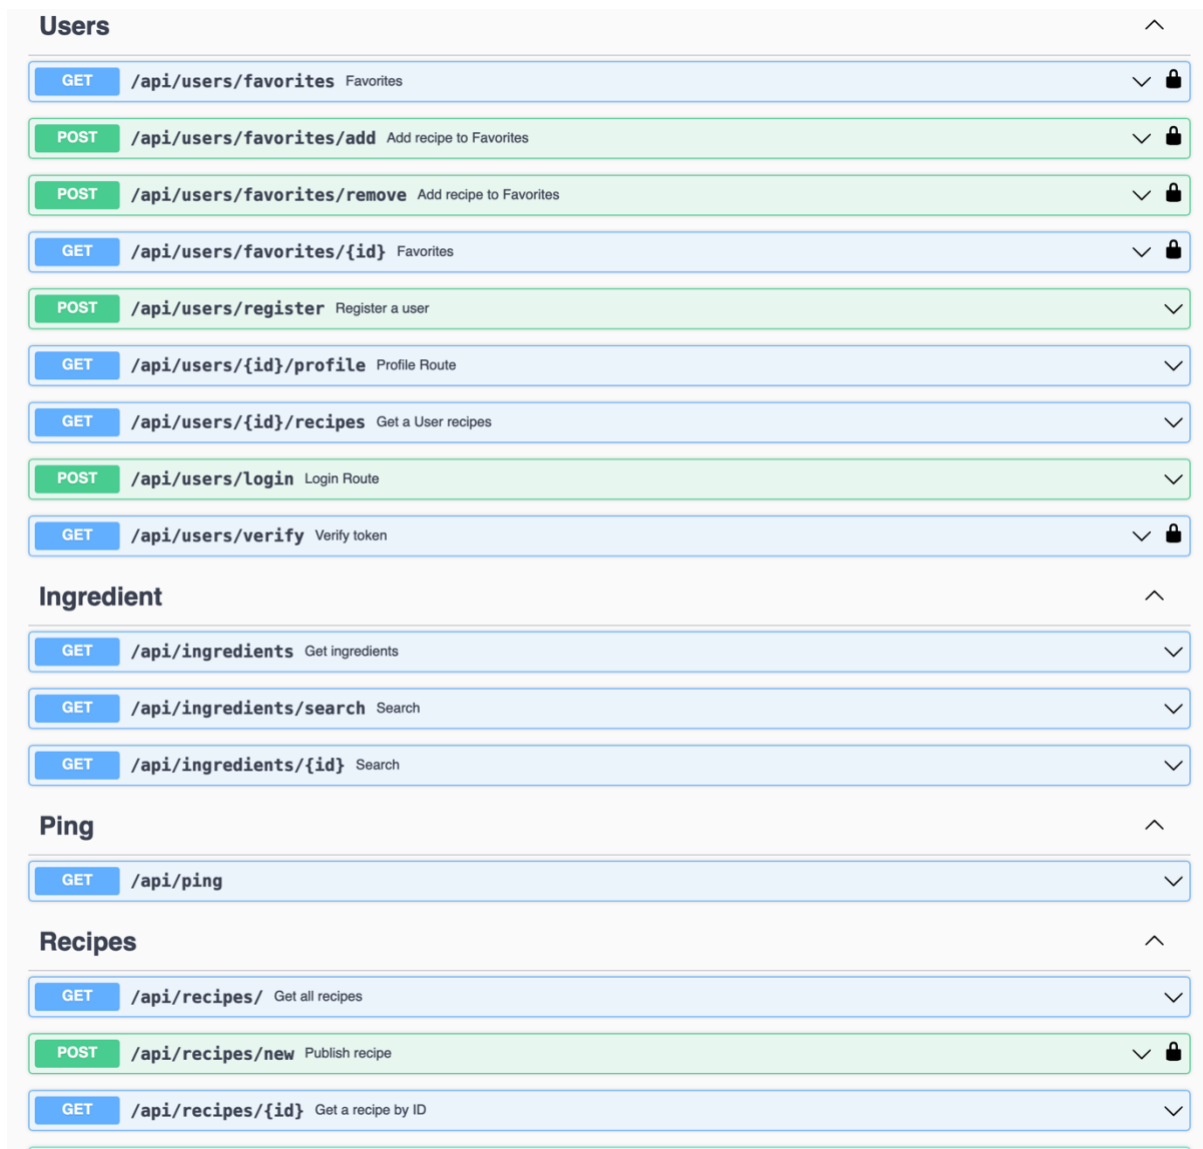 Users
GET /api/users/favorites Favorites
POST /api/users/favorites/add Add recipe to Favorites
POST /api/users/favorites/remove Add recipe to Favorites
GET /api/users/favorites/{id} Favorites
POST /api/users/register Register a user
GET /api/users/{id}/profile Profile Route
GET /api/users/{id}/recipes Get a User recipes
POST /api/users/login Login Route
GET /api/users/verify Verify token
Ingredient
GET /api/ingredients Get ingredients
GET /api/ingredients/search Search
GET /api/ingredients/{id} Search
Ping
GET /api/ping
Recipes
GET /api/recipes/ Get all recipes
POST /api/recipes/new Publish recipe
GET /api/recipes/{id} Get a recipe by ID